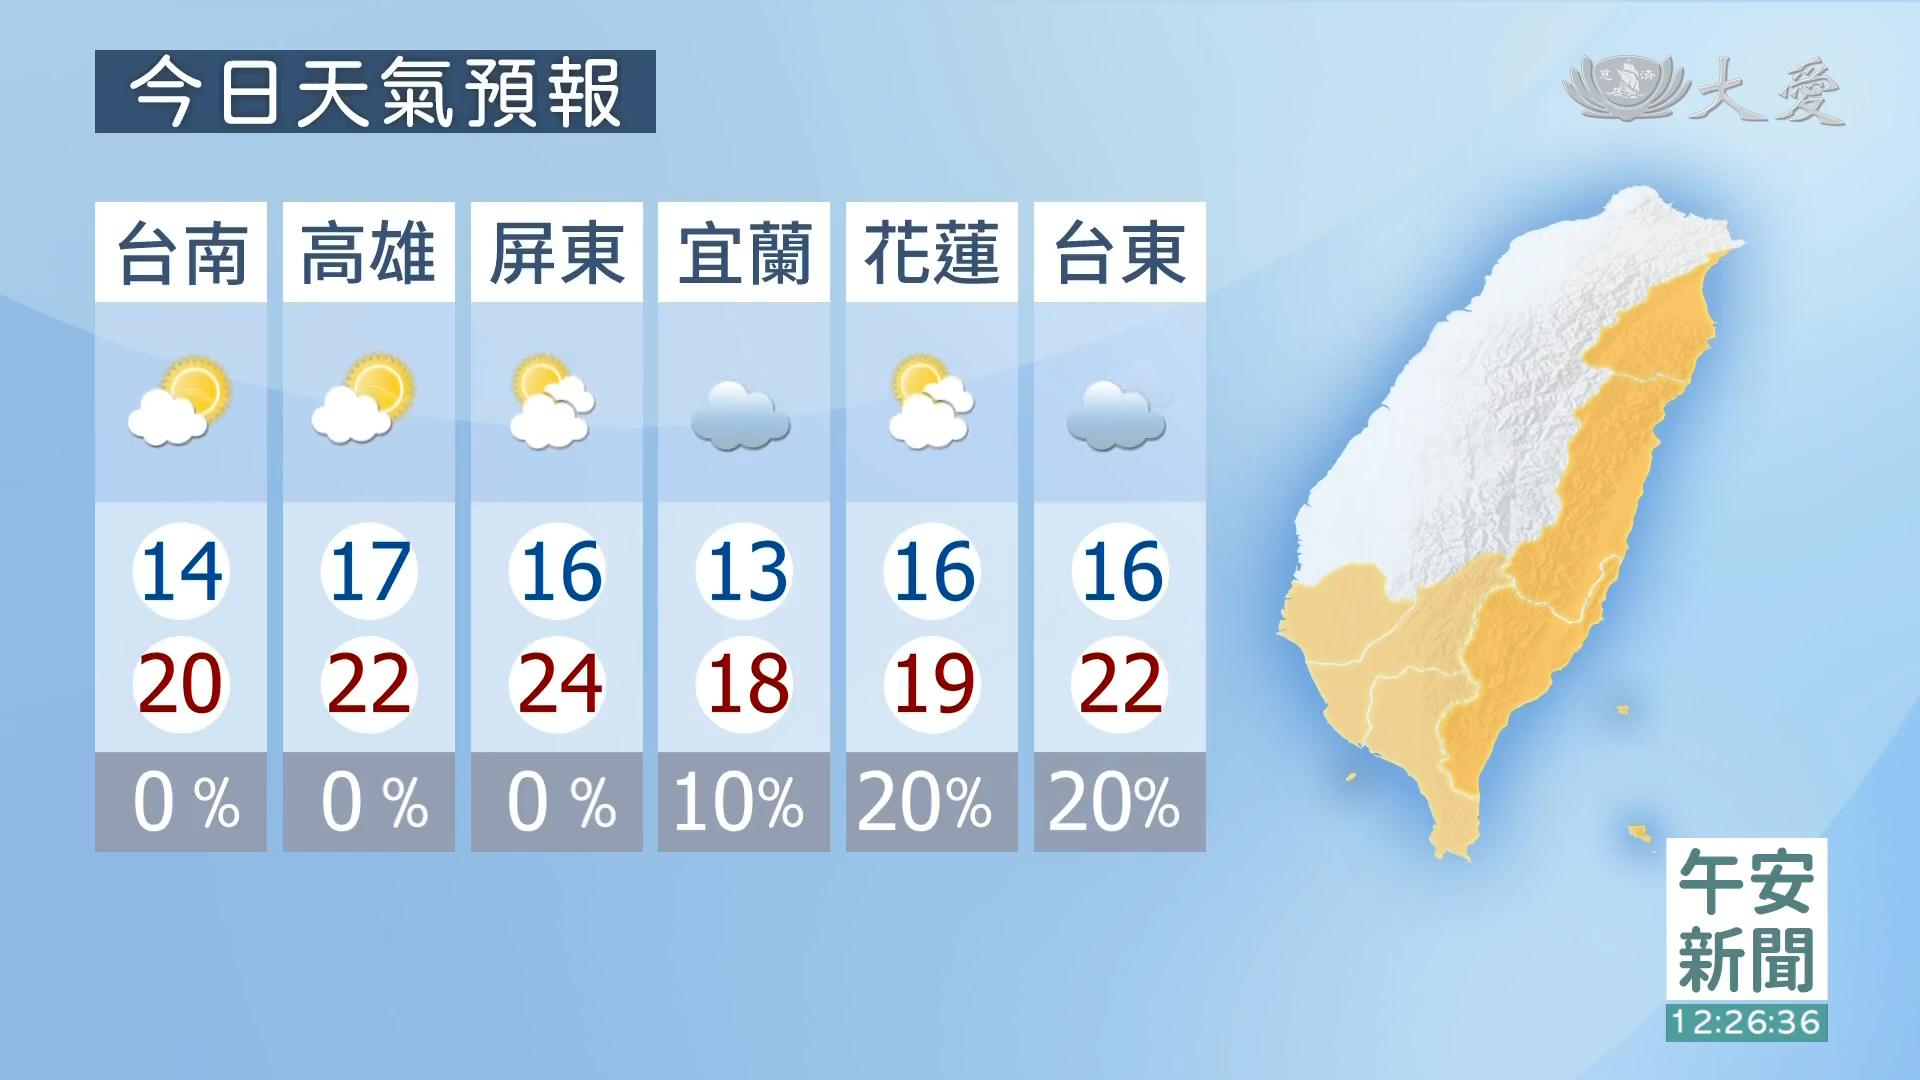 今日天氣預報
慈濟
大愛
台南 高雄 屏東 宜蘭 花蓮 台東
14 17 16 13 16 16
20 22 24 18 19 22
0% 0% 0% 10% 20% 20%
午安
新聞
12:26:36